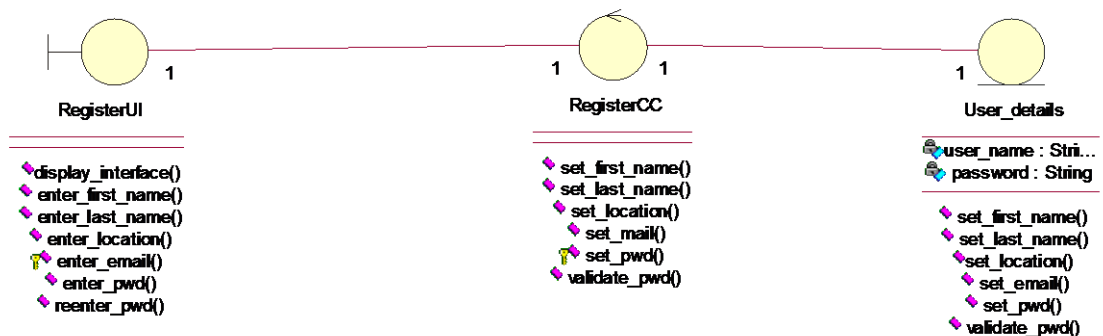 1
1
1
1
RegisterUI
RegisterCC
User_details
display_interface()
enter_first_name()
enter_last_name()
enter_location()
enter_email()
enter_pwd()
reenter_pwd()
set_first_name()
set_last_name()
set_location()
set_mail()
set_pwd()
validate_pwd()
user_name : Stri...
password : String
set_first_name()
set_last_name()
set_location()
set_email()
set_pwd()
validate_pwd()